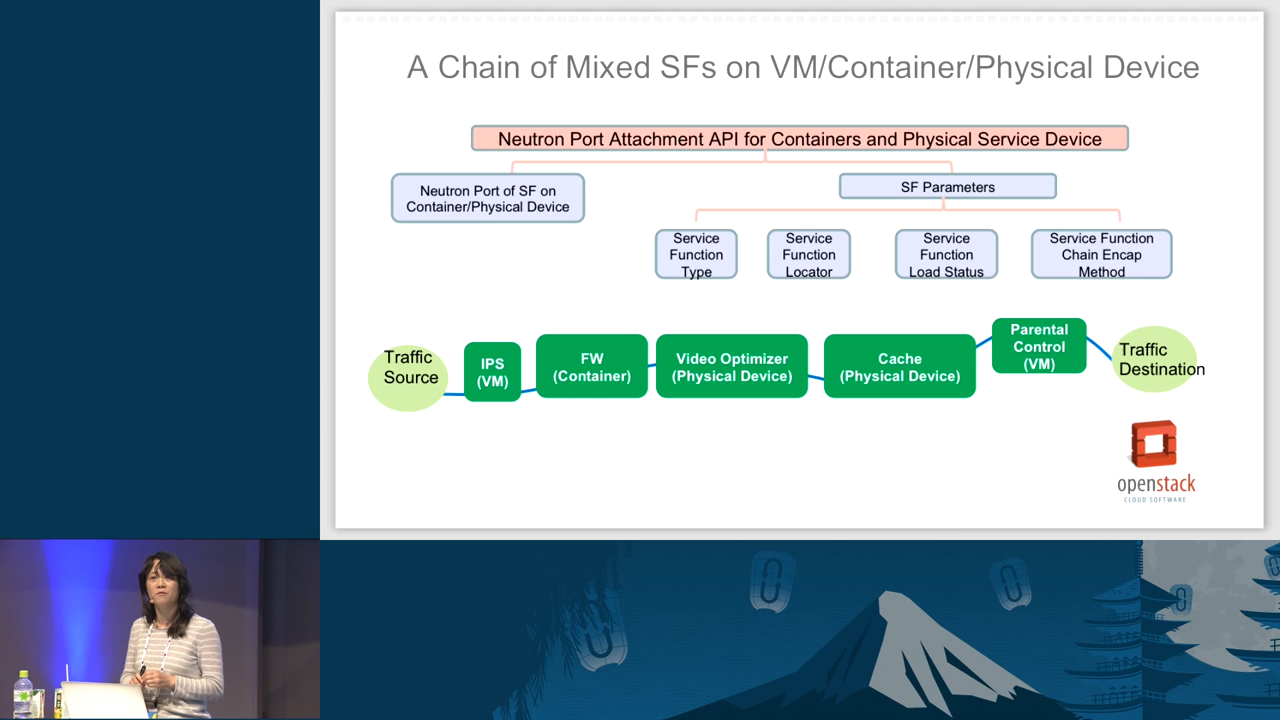 A Chain of Mixed SFs on VM/Container/Physical Device
Neutron Port Attachment API for Containers and Physical Service Device
Neutron Port of SF on
Container/Physical Device
SF Parameters
Service
Function
Type
Service
Function
Locator
Service
Function
Load Status
Service Function
Chain Encap
Method
Traffic
Source
IPS
(VM)
FW
(Container)
Video Optimizer
(Physical Device)
Cache
(Physical Device)
Parental
Control
(VM)
Traffic
Destination
openstack
CLOUD SOFTWARE